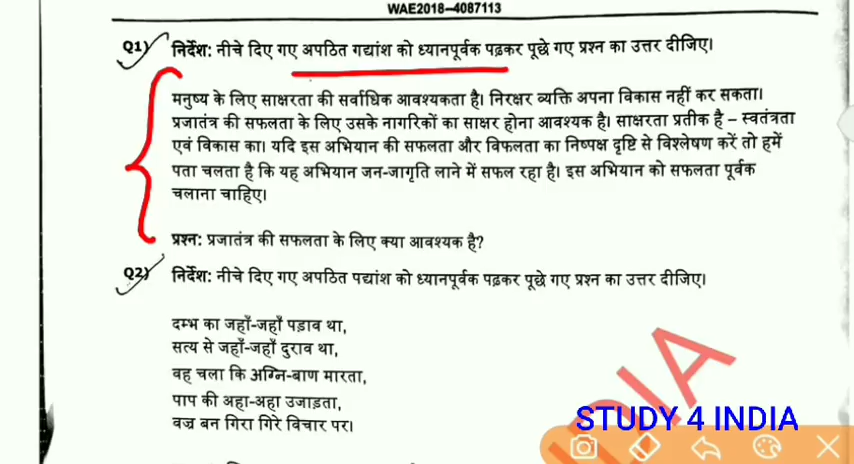 WAE2018--4087113
Q1) निर्देश: नीचे दिए गए अपठित गद्यांश को ध्यानपूर्वक पढ़कर पूछे गए प्रश्न का उत्तर दीजिए।
मनुष्य के लिए साक्षरता की सर्वाधिक आवश्यकता है। निरक्षर व्यक्ति अपना विकास नहीं कर सकता।
प्रजातंत्र की सफलता के लिए उसके नागरिकों का साक्षर होना आवश्यक है। साक्षरता प्रतीक है – स्वतंत्रता
एवं विकास का। यदि इस अभियान की सफलता और विफलता का निष्पक्ष दृष्टि से विश्लेषण करें तो हमें
पता चलता है कि यह अभियान जन-जागृति लाने में सफल रहा है। इस अभियान को सफलता पूर्वक
चलाना चाहिए।
प्रश्न: प्रजातंत्र की सफलता के लिए क्या आवश्यक है?
Q2) निर्देश: नीचे दिए गए अपठित पद्यांश को ध्यानपूर्वक पढ़कर पूछे गए प्रश्न का उत्तर दीजिए।
दम्भ का जहाँ-जहाँ पड़ाव था,
सत्य से जहाँ-जहाँ दुराव था,
वह चला कि अग्नि-बाण मारता,
पाप की अहा-अहा उजाड़ता,
वज्र बन गिरा गिरे विचार पर।
DIA
STUDY 4 INDIA